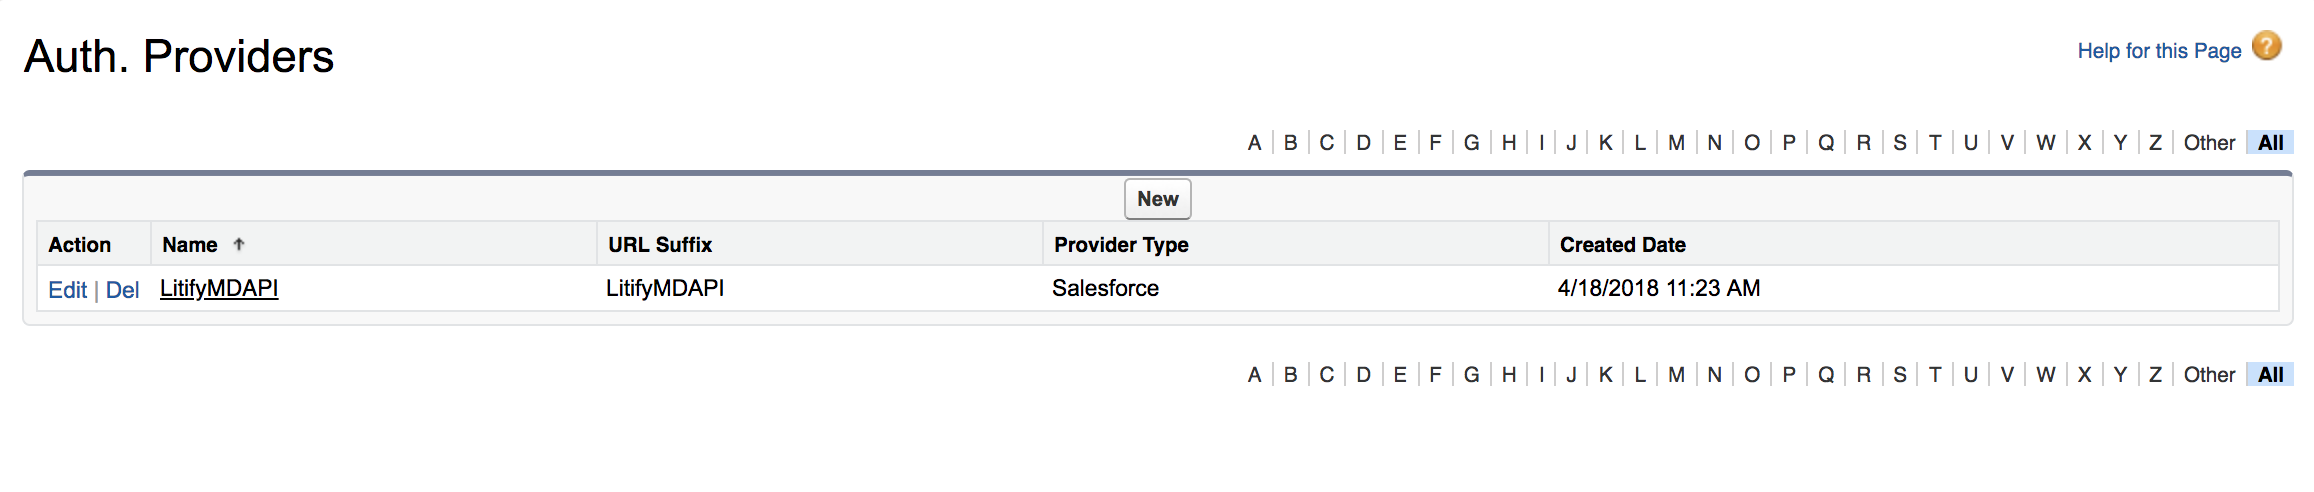 Auth. Providers
Help for this Page ?
A | B | C | D | E | F | G | H | I | J | K | L | M | N | O | P | Q | R | S | T | U | V | W | X | Y | Z | Other | All
New
Action Name ↑ URL Suffix Provider Type Created Date
Edit | Del LitifyMDAPI LitifyMDAPI Salesforce 4/18/2018 11:23 AM
A | B | C | D | E | F | G | H | I | J | K | L | M | N | O | P | Q | R | S | T | U | V | W | X | Y | Z | Other | All